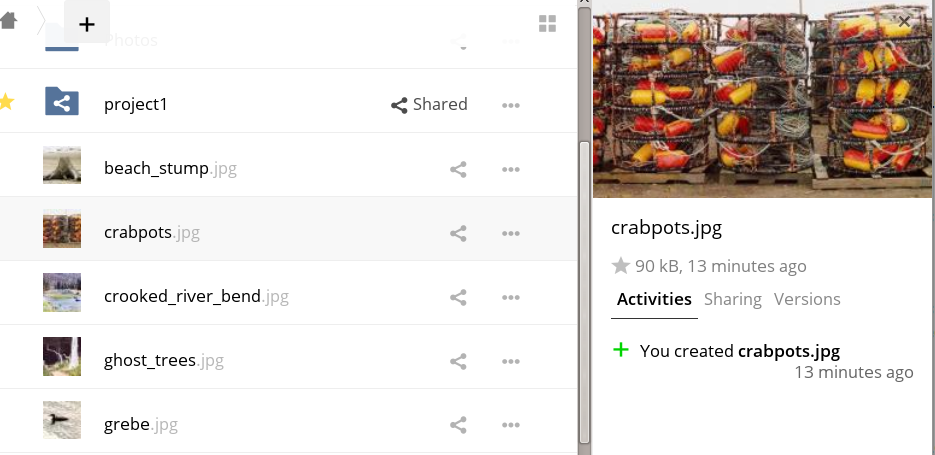 Photos
project1 Shared
beach_stump.jpg
crabpots.jpg
crooked_river_bend.jpg
ghost_trees.jpg
grebe.jpg
crabpots.jpg
90 kB, 13 minutes ago
Activities Sharing Versions
You created crabpots.jpg
13 minutes ago